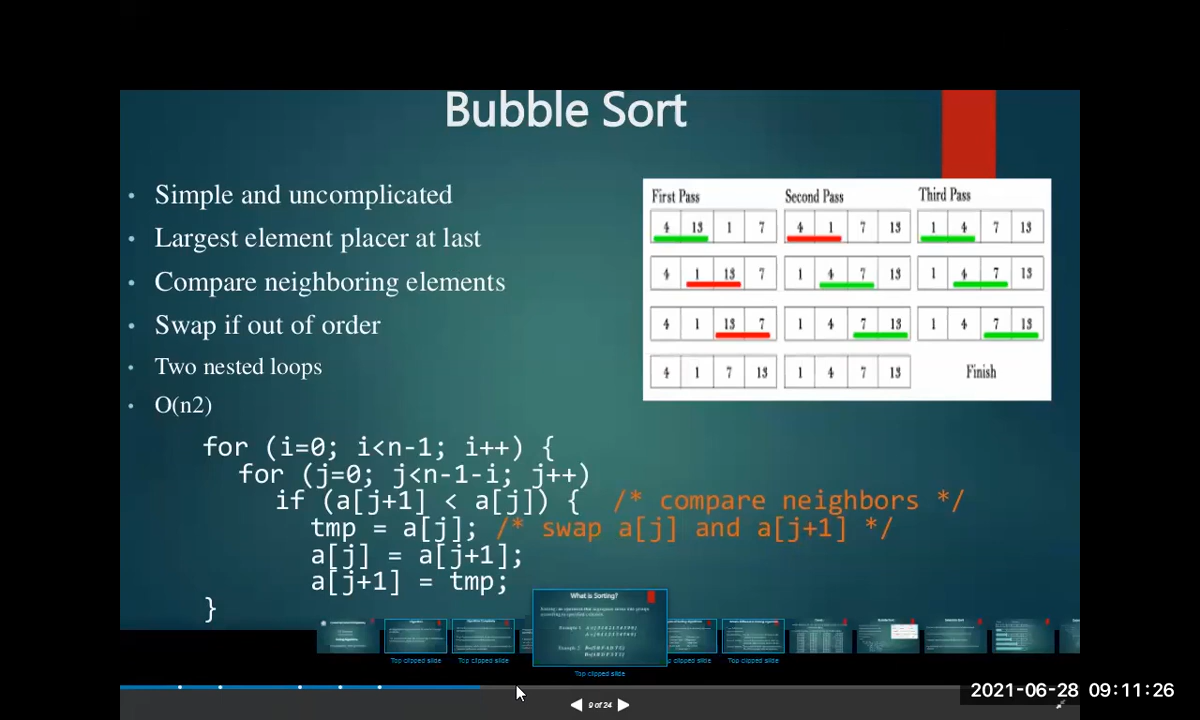 Bubble Sort
• Simple and uncomplicated
• Largest element placer at last
• Compare neighboring elements
• Swap if out of order
• Two nested loops
• O(n2)
First Pass Second Pass Third Pass
4 13 1 7 4 1 7 13 1 4 7 13
4 1 13 7 1 4 7 13 1 4 7 13
4 1 13 7 1 4 7 13 1 4 7 13
4 1 7 13 1 4 7 13 Finish
for (i=0; i<n-1; i++) {
for (j=0; j<n-1-i; j++)
if (a[j+1] < a[j]) { /* compare neighbors */
tmp = a[j]; /* swap a[j] and a[j+1] */
a[j] = a[j+1];
a[j+1] = tmp;
}
What is Sorting?
Top clipped slide
Top clipped slide
Top clipped slide
Top clipped slide
9 of 24
2021-06-28 09:11:26